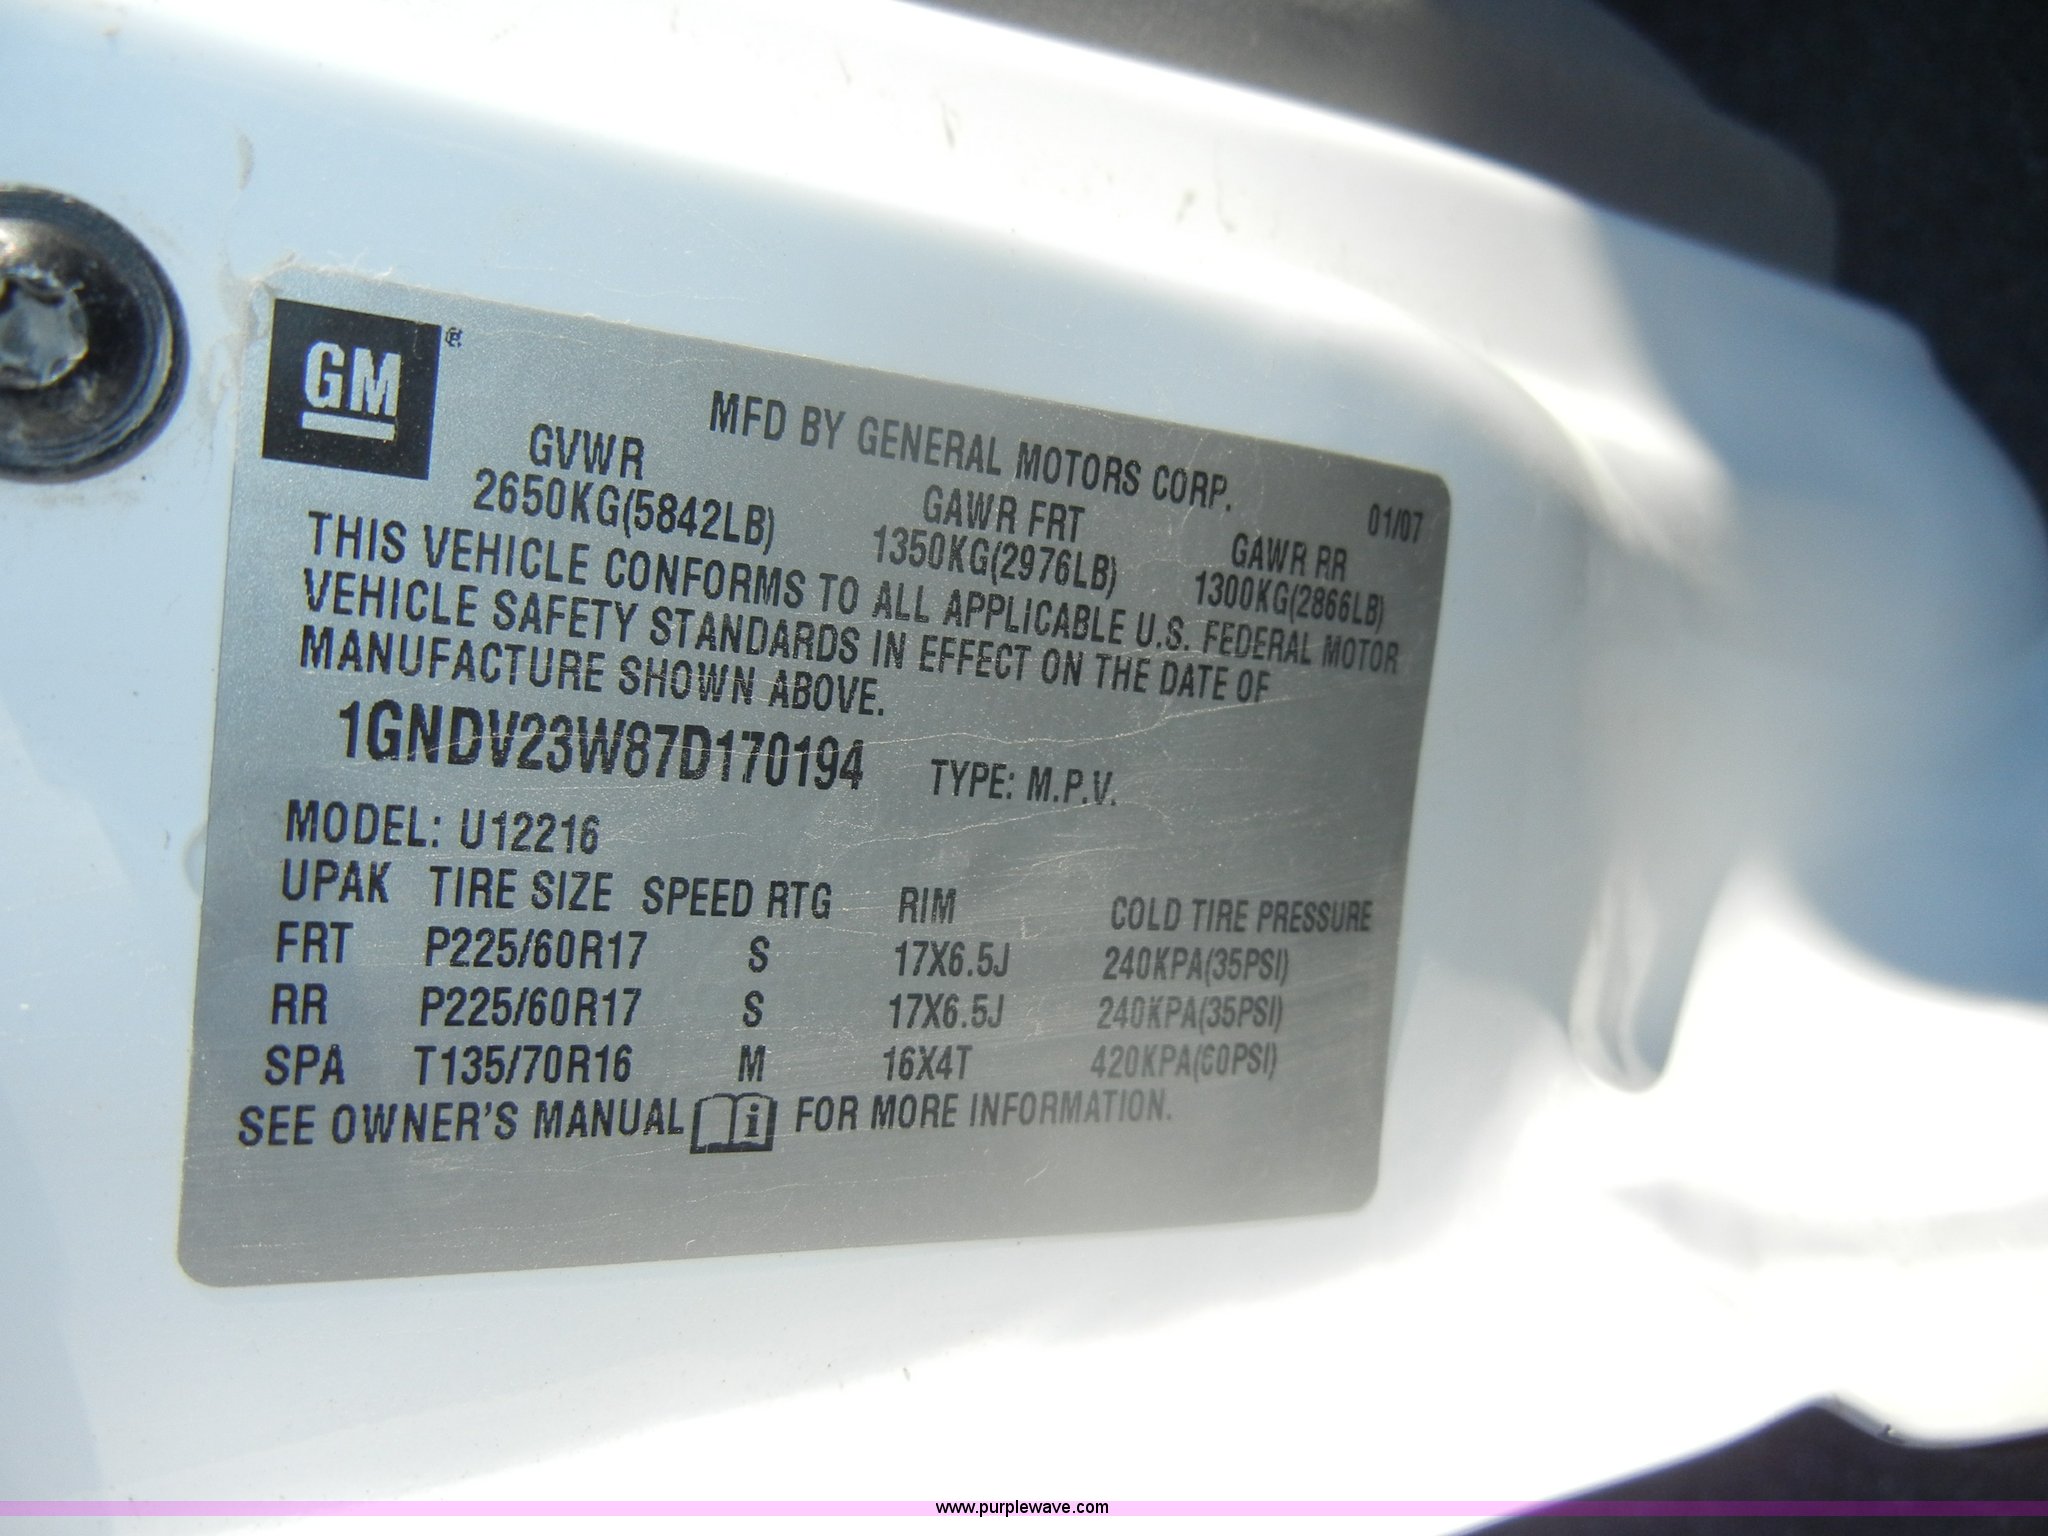 GM
MFD BY GENERAL MOTORS CORP. 01/07
GVWR GAWR FRT GAWR RR
2650KG(5842LB) 1350KG(2976LB) 1300KG(2866LB)
THIS VEHICLE CONFORMS TO ALL APPLICABLE U.S. FEDERAL MOTOR
VEHICLE SAFETY STANDARDS IN EFFECT ON THE DATE OF
MANUFACTURE SHOWN ABOVE.
1GNDV23W87D170194 TYPE: M.P.V.
MODEL: U12216
UPAK TIRE SIZE SPEED RTG RIM COLD TIRE PRESSURE
FRT P225/60R17 S 17X6.5J 240KPA(35PSI)
RR P225/60R17 S 17X6.5J 240KPA(35PSI)
SPA T135/70R16 M 16X4T 420KPA(60PSI)
SEE OWNER'S MANUAL i FOR MORE INFORMATION.
www.purplewave.com